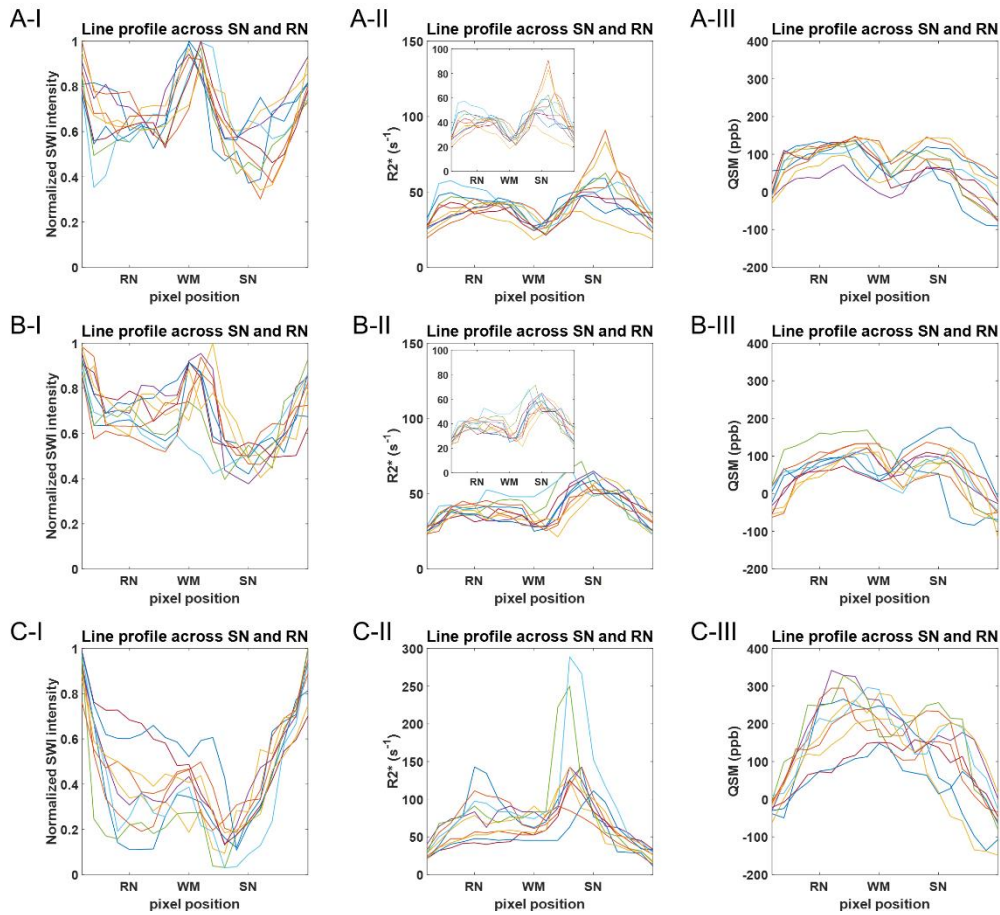 A-I
Line profile across SN and RN
1
0.8
0.6
0.4
0.2
0
Normalized SWI intensity
RN WM SN
pixel position
A-II
Line profile across SN and RN
150
100
50
0
R2* (s-1)
100
80
60
40
20
0
RN WM SN
RN WM SN
pixel position
A-III
Line profile across SN and RN
400
300
200
100
0
-100
-200
QSM (ppb)
RN WM SN
pixel position
B-I
Line profile across SN and RN
1
0.8
0.6
0.4
0.2
0
Normalized SWI intensity
RN WM SN
pixel position
B-II
Line profile across SN and RN
150
100
50
0
R2* (s-1)
100
80
60
40
20
0
RN WM SN
RN WM SN
pixel position
B-III
Line profile across SN and RN
400
300
200
100
0
-100
-200
QSM (ppb)
RN WM SN
pixel position
C-I
Line profile across SN and RN
1
0.8
0.6
0.4
0.2
0
Normalized SWI intensity
RN WM SN
pixel position
C-II
Line profile across SN and RN
300
250
200
150
100
50
0
R2* (s-1)
RN WM SN
pixel position
C-III
Line profile across SN and RN
400
300
200
100
0
-100
-200
QSM (ppb)
RN WM SN
pixel position